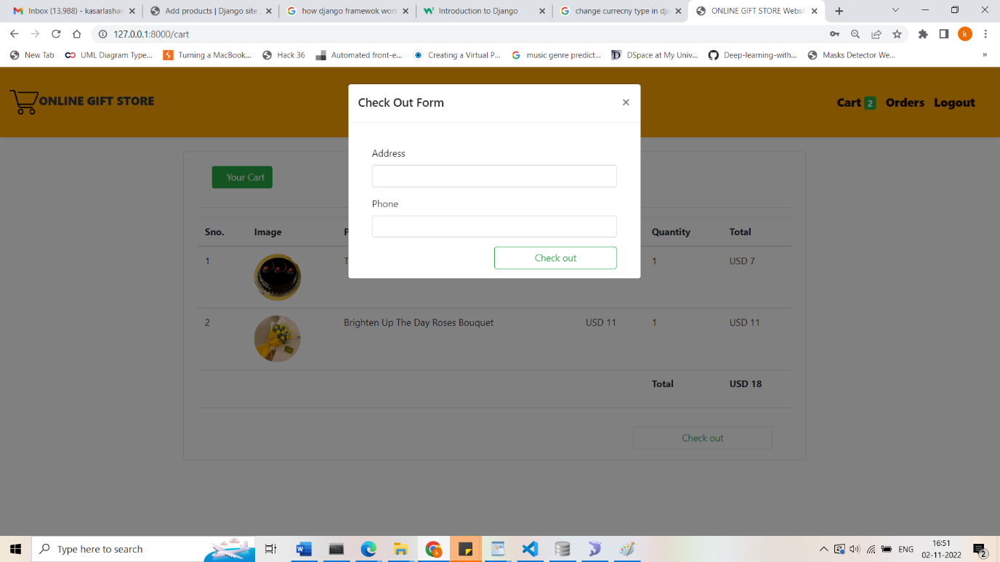 Inbox (13,988) - kasarlashan
Add products | Django site
how django framewok work
Introduction to Django
change currecny type in dja
ONLINE GIFT STORE Websi
127.0.0.1:8000/cart
k
New Tab
UML Diagram Type...
Turning a MacBook...
Hack 36
Automated front-e...
Creating a Virtual P...
music genre predict...
DSpace at My Univ...
Deep-learning-with...
Masks Detector We...
»
ONLINE GIFT STORE
Cart 2
Orders
Logout
Check Out Form
×
Address
Phone
Check out
Your Cart
Sno.
Image
P
Quantity
Total
1
T
1
USD 7
2
Brighten Up The Day Roses Bouquet
USD 11
1
USD 11
Total
USD 18
Check out
Type here to search
ENG
16:51
02-11-2022
2